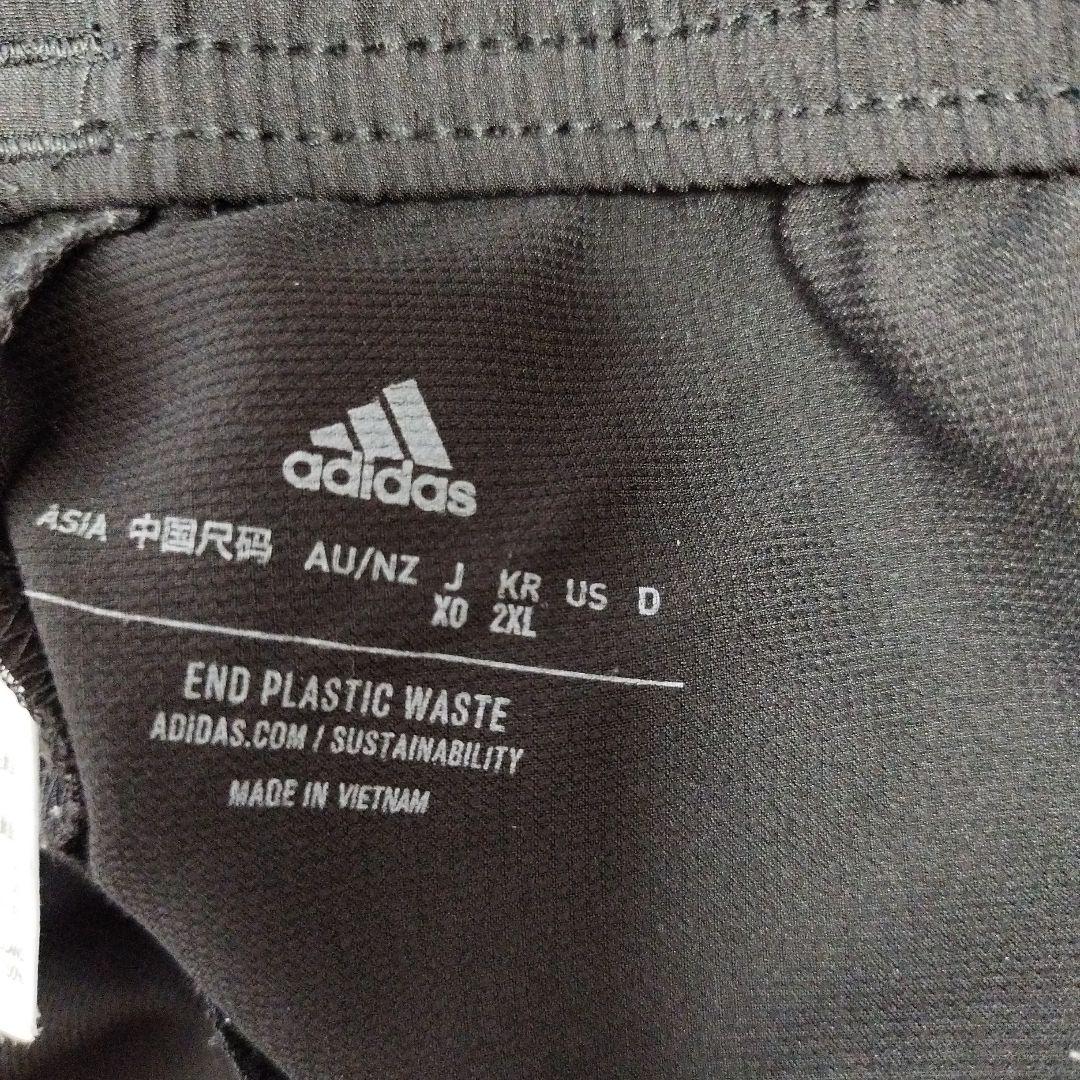 adidas
ASIA 中国尺码 AU/NZ J KR US D
XO 2XL
END PLASTIC WASTE
ADIDAS.COM / SUSTAINABILITY
MADE IN VIETNAM